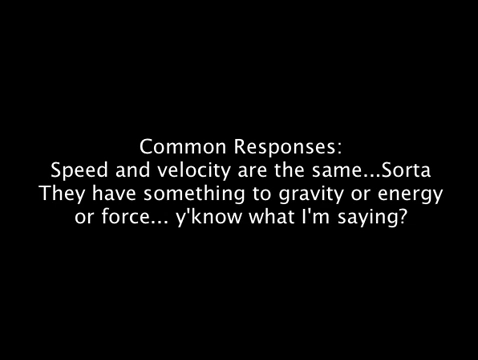 Common Responses:
Speed and velocity are the same...Sorta
They have something to gravity or energy
or force... y'know what I'm saying?